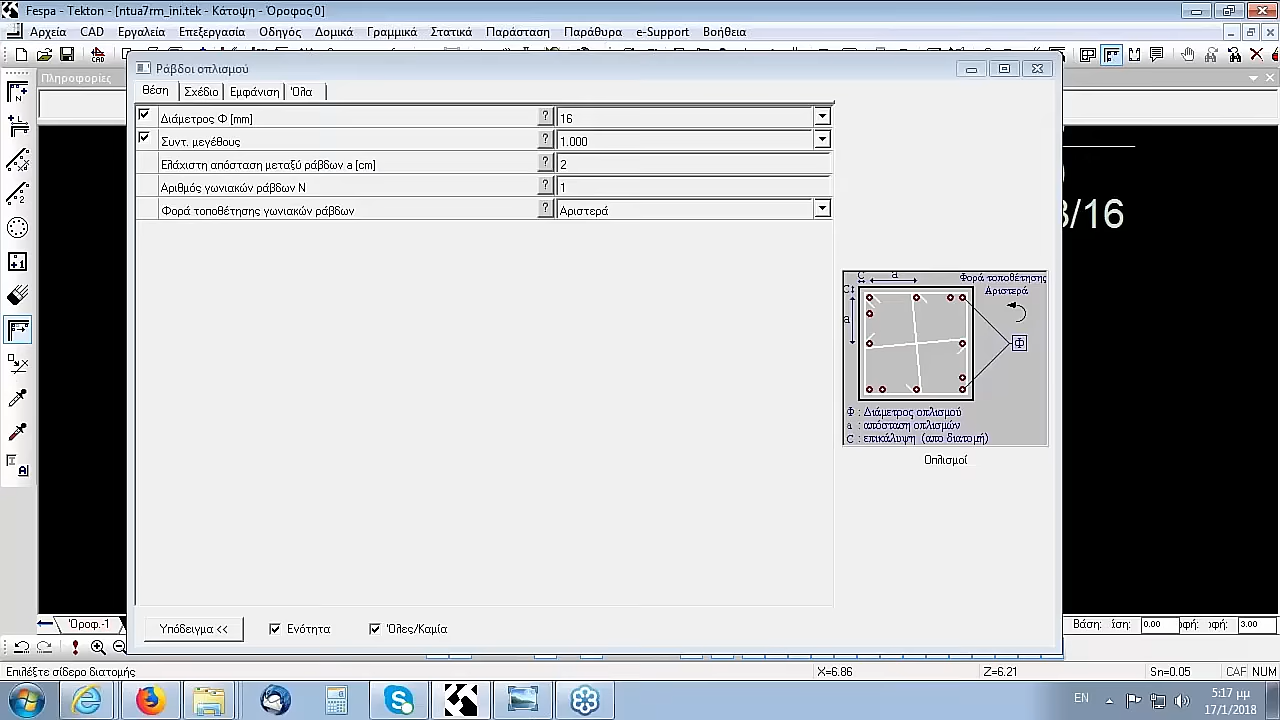 Fespa - Tekton - [ntua7rm_ini.tek - Κάτοψη - Όροφος 0]
Αρχεία CAD Εργαλεία Επεξεργασία Οδηγός Δομικά Γραμμικά Στατικά Παράσταση Παράθυρα e-Support Βοήθεια
Πληροφορίες
Ράβδοι οπλισμού
Θέση Σχέδιο Εμφάνιση Όλα
Διάμετρος Φ [mm] ? 16
Συντ. μεγέθους ? 1.000
Ελάχιστη απόσταση μεταξύ ράβδων a [cm] ? 2
Αριθμός γωνιακών ράβδων N ? 1
Φορά τοποθέτησης γωνιακών ράβδων ? Αριστερά
/16
C a Φορά τοποθέτησης
Αριστερά
C
a
Φ
Φ : Διάμετρος οπλισμού
a : απόσταση οπλισμών
C : επικάλυψη (απο διατομή)
Οπλισμοί
Υπόδειγμα << Ενότητα Όλες/Καμία
Όροφ.-1 Βάση: ίση: 0.00 ρφή: ιφή: 3.00
Επιλέξτε σίδερο διατομής X=6.86 Z=6.21 Sn=0.05 CAF NUM
EN 5:17 μμ
17/1/2018